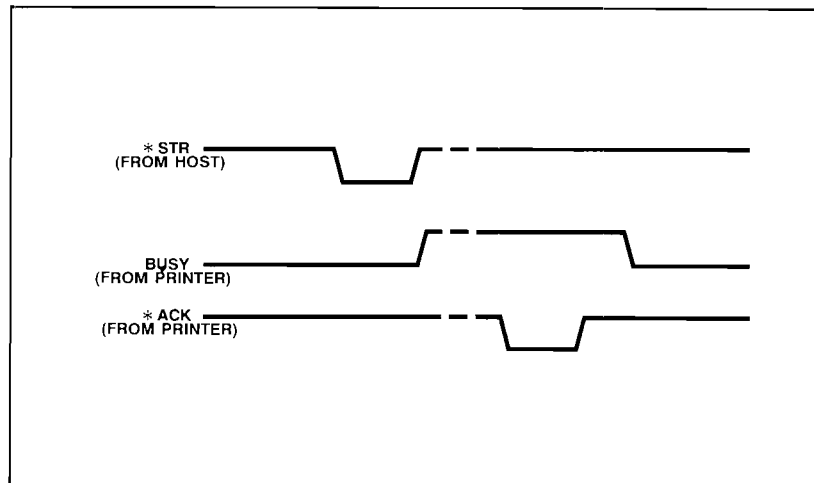 * STR
(FROM HOST)
BUSY
(FROM PRINTER)
* ACK
(FROM PRINTER)